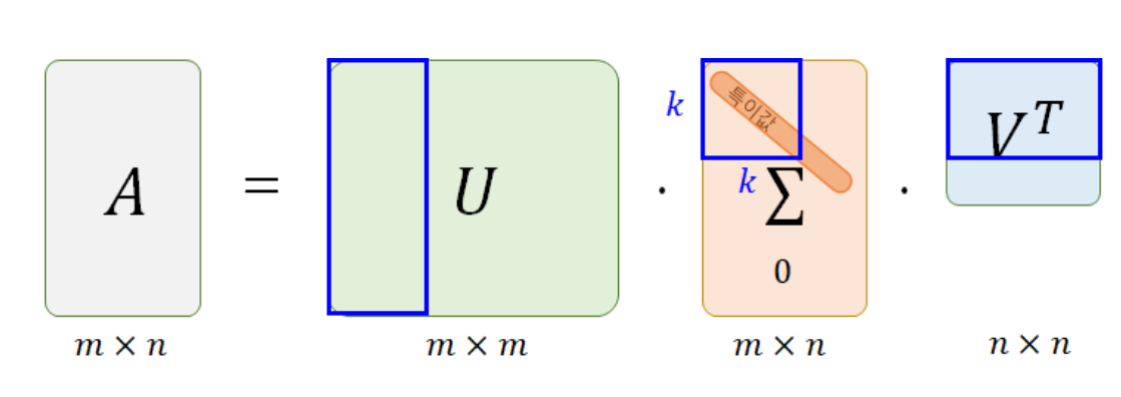 A = U · Σ · V^T
특이값
k
k
0
m × n
m × m
m × n
n × n